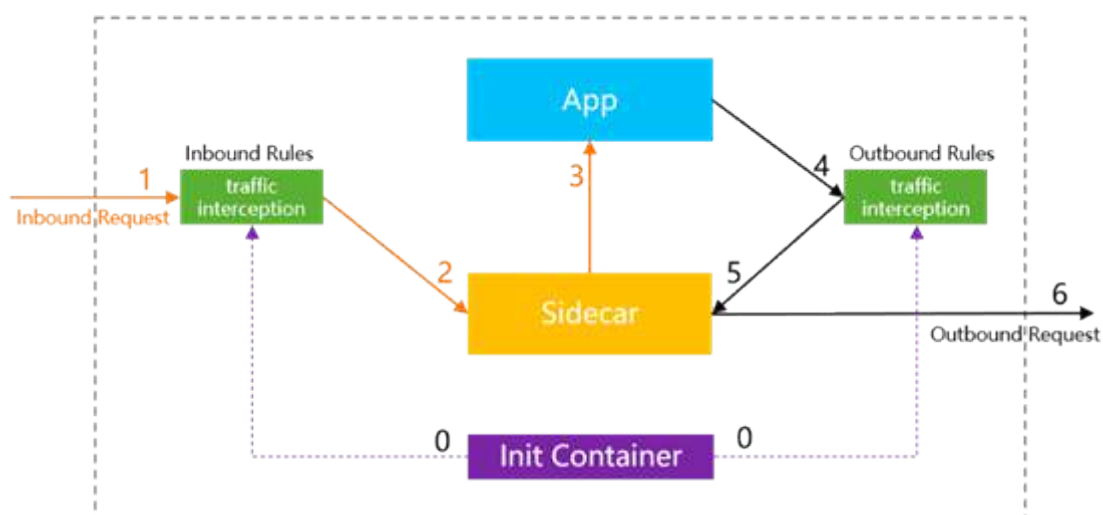 App
Inbound Rules
Outbound Rules
1
traffic
interception
3
4
traffic
interception
Inbound Request
2
5
Sidecar
6
Outbound Request
0
Init Container
0